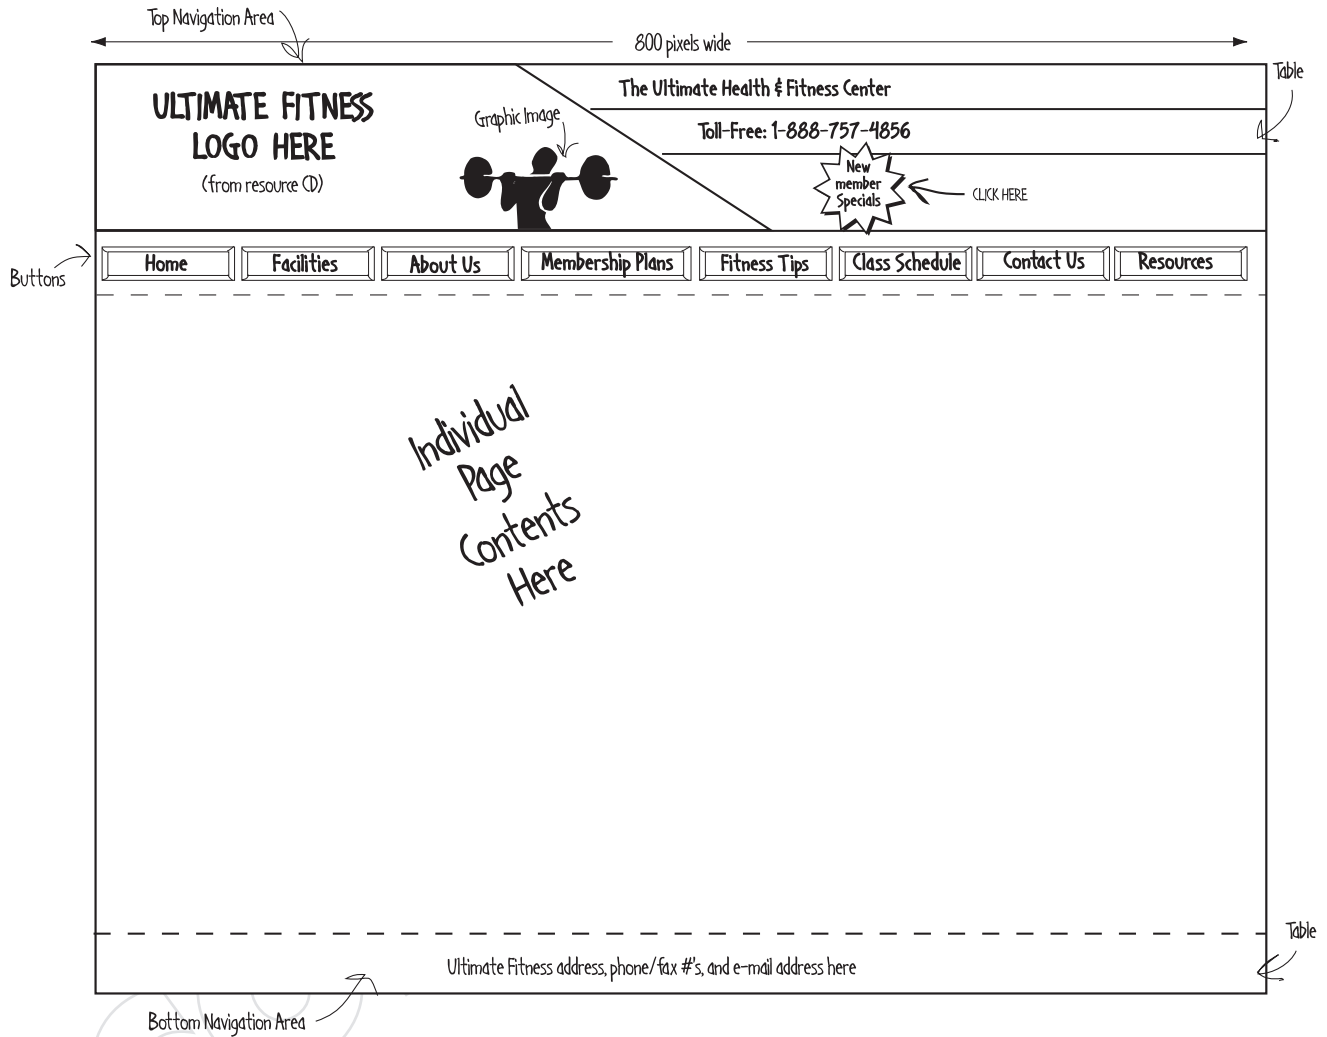 Top Navigation Area
800 pixels wide
Table
ULTIMATE FITNESS
LOGO HERE
(from resource CD)
Graphic Image
The Ultimate Health & Fitness Center
Toll-Free: 1-888-757-4856
New
member
Specials
CLICK HERE
Buttons
Home
Facilities
About Us
Membership Plans
Fitness Tips
Class Schedule
Contact Us
Resources
Individual
Page
Contents
Here
Table
Ultimate Fitness address, phone/fax #'s, and e-mail address here
Bottom Navigation Area